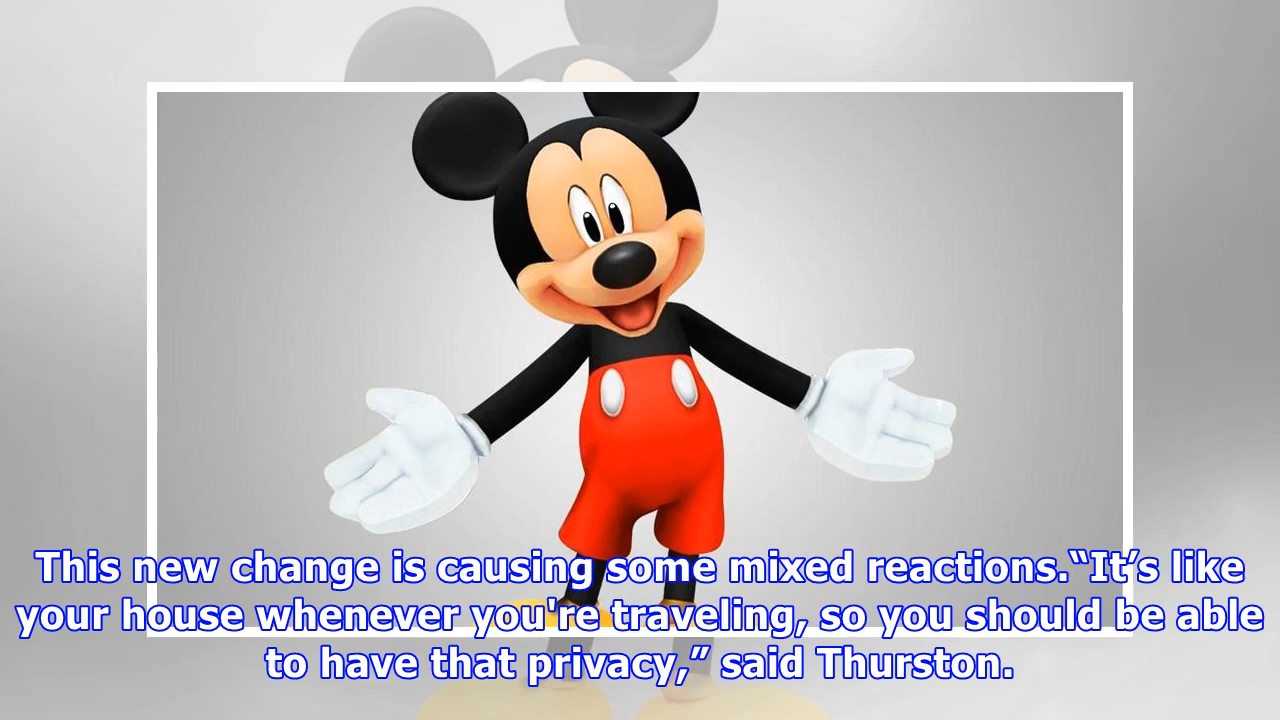 This new change is causing some mixed reactions.“It’s like
your house whenever you're traveling, so you should be able
to have that privacy,” said Thurston.